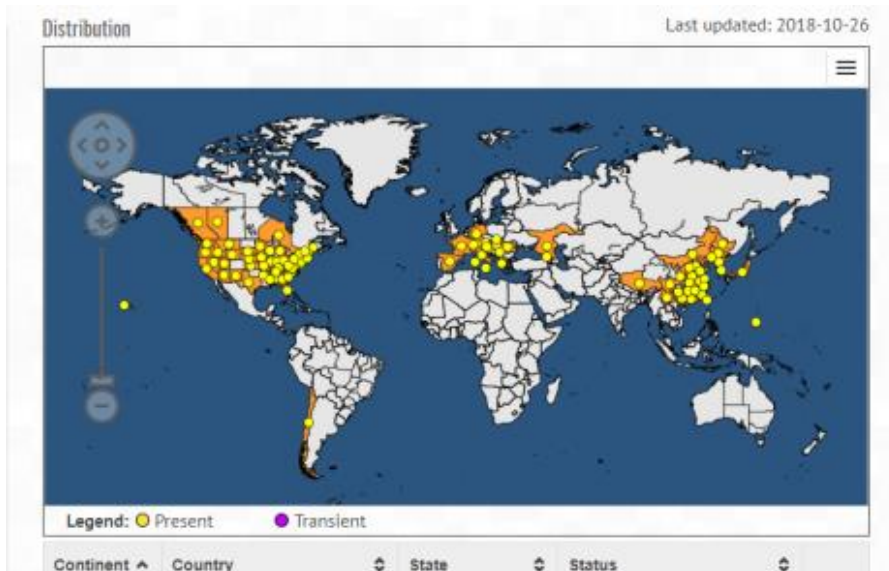 Distribution
Last updated: 2018-10-26
Legend: Present Transient
Continent Country State Status